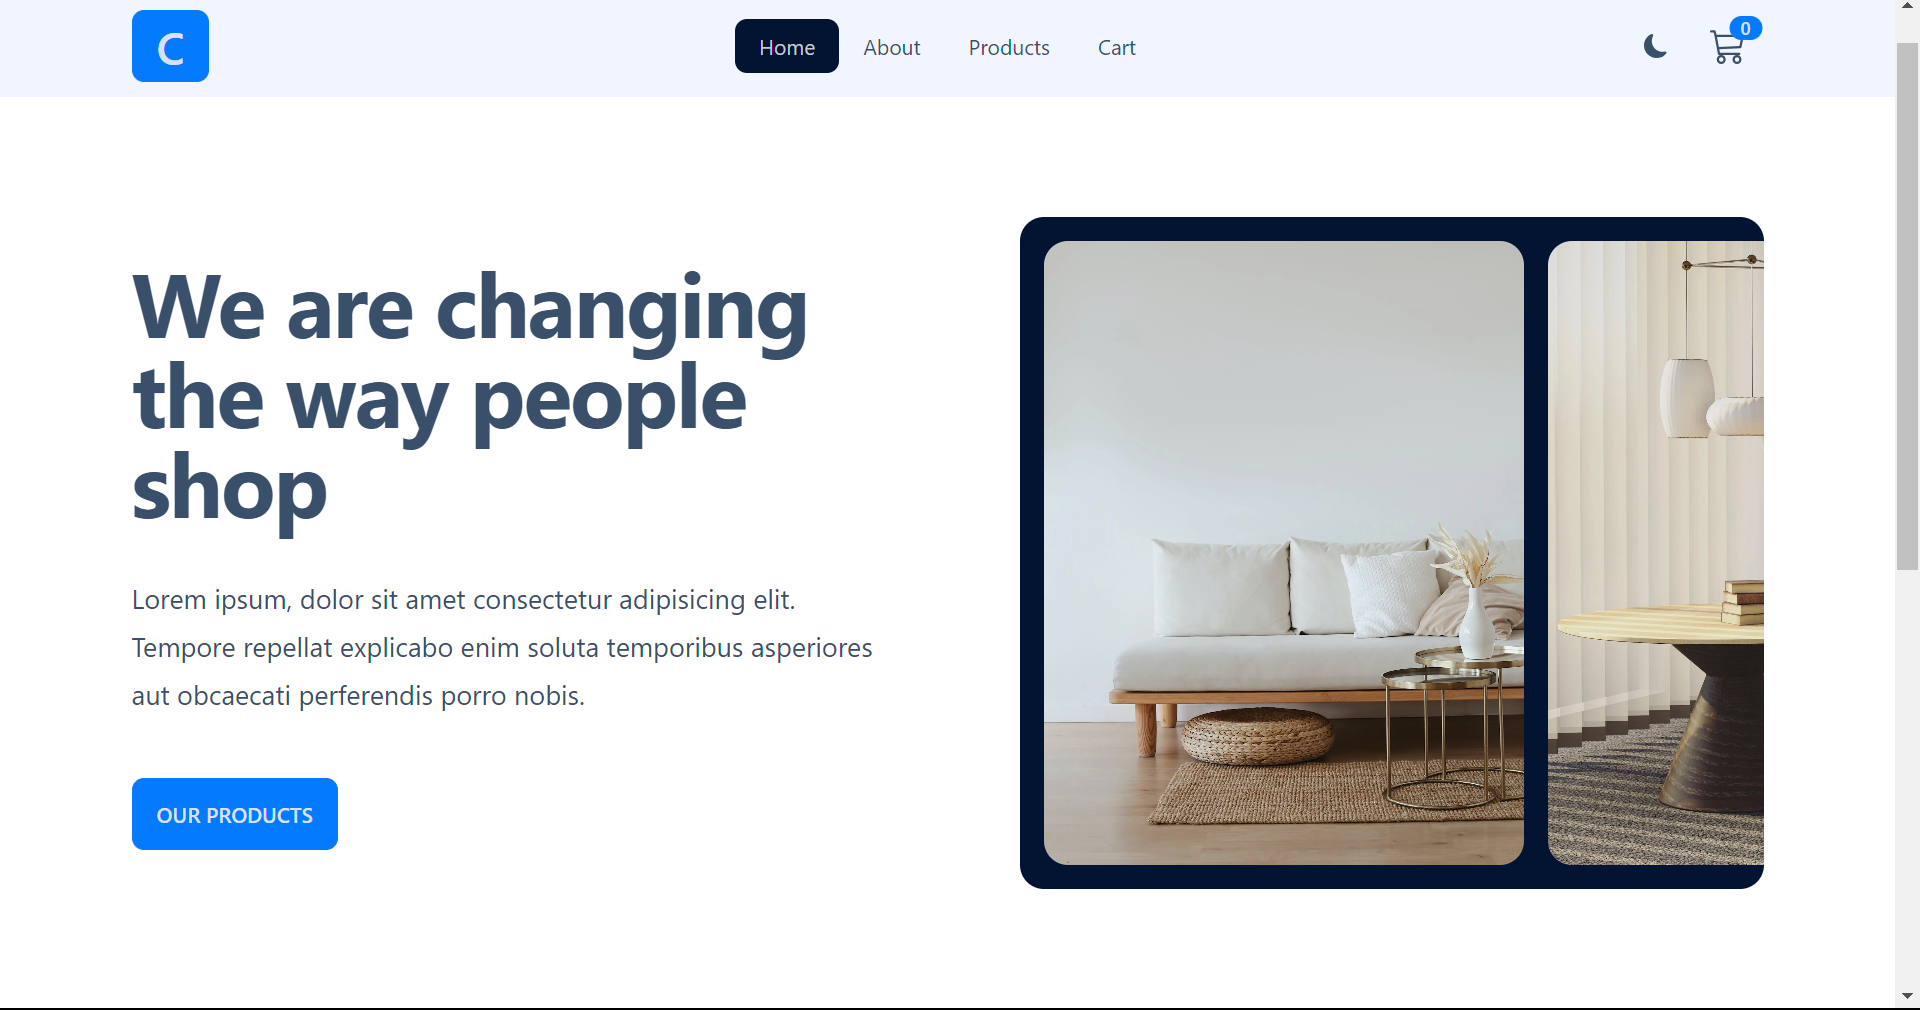 C
Home About Products Cart
0
We are changing
the way people
shop
Lorem ipsum, dolor sit amet consectetur adipisicing elit.
Tempore repellat explicabo enim soluta temporibus asperiores
aut obcaecati perferendis porro nobis.
OUR PRODUCTS